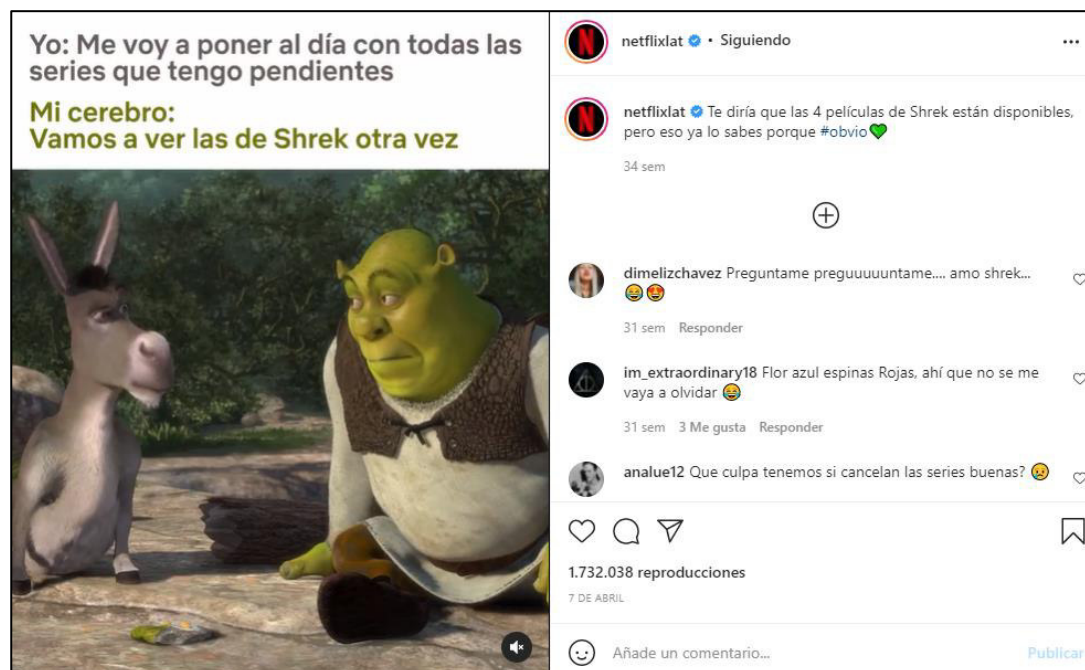 Yo: Me voy a poner al día con todas las
series que tengo pendientes
Mi cerebro:
Vamos a ver las de Shrek otra vez
N
netflixlat • Siguiendo
N
netflixlat Te diría que las 4 películas de Shrek están disponibles,
pero eso ya lo sabes porque #obvio💚
34 sem
dimelizchavez Preguntame preguuuuuntame.... amo shrek...
😂😍
31 sem Responder
im_extraordinary18 Flor azul espinas Rojas, ahí que no se me
vaya a olvidar 😂
31 sem 3 Me gusta Responder
analue12 Que culpa tenemos si cancelan las series buenas? 😢
1.732.038 reproducciones
7 DE ABRIL
Añade un comentario...
Publicar